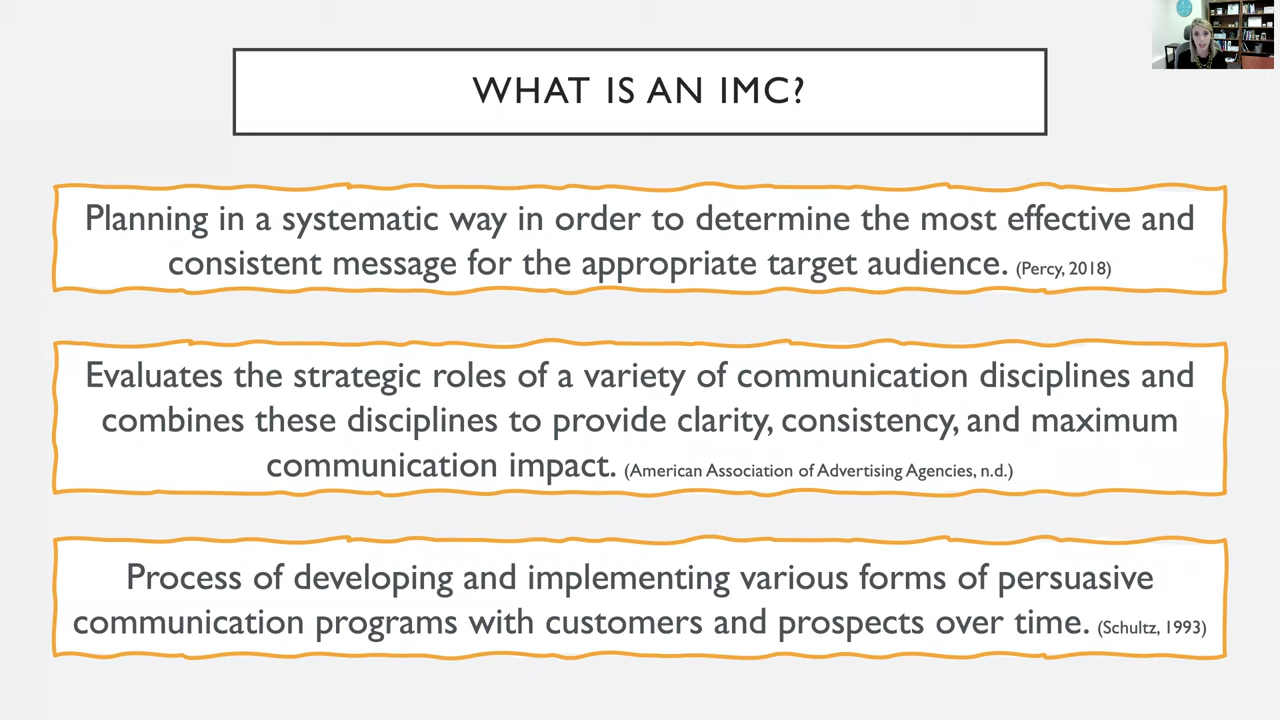 WHAT IS AN IMC?
Planning in a systematic way in order to determine the most effective and
consistent message for the appropriate target audience. (Percy, 2018)
Evaluates the strategic roles of a variety of communication disciplines and
combines these disciplines to provide clarity, consistency, and maximum
communication impact. (American Association of Advertising Agencies, n.d.)
Process of developing and implementing various forms of persuasive
communication programs with customers and prospects over time. (Schultz, 1993)